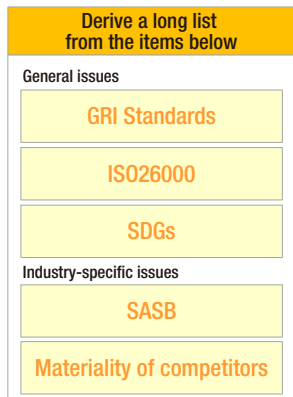 Derive a long list
from the items below
General issues
GRI Standards
ISO26000
SDGs
Industry-specific issues
SASB
Materiality of competitors